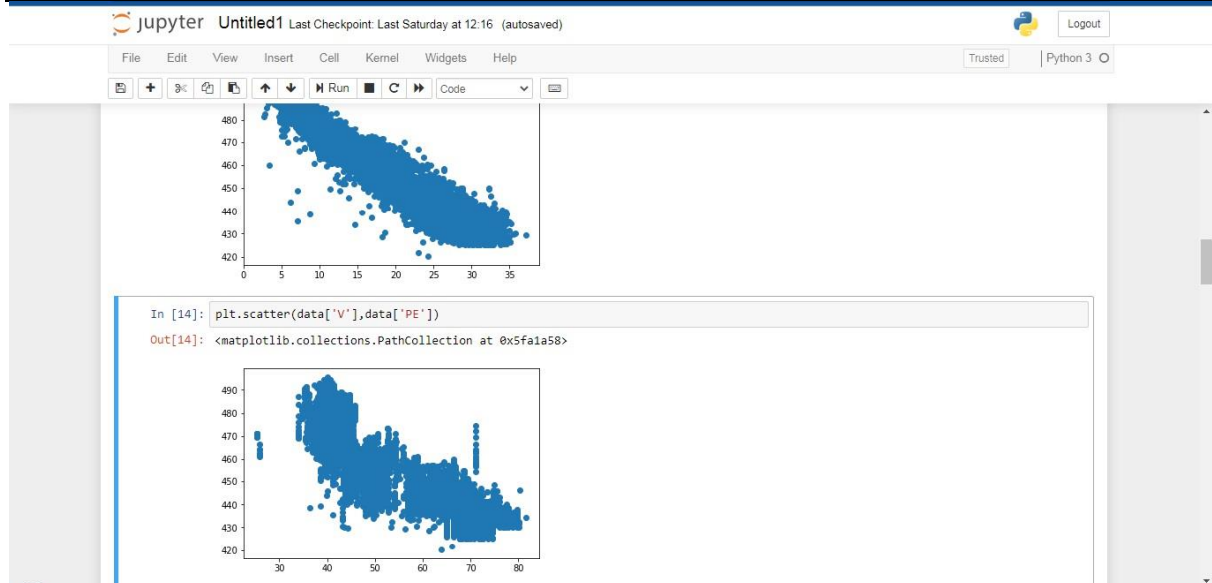 jupyter Untitled1 Last Checkpoint: Last Saturday at 12:16 (autosaved) Logout
File Edit View Insert Cell Kernel Widgets Help Trusted Python 3
Run Code
480
470
460
450
440
430
420
0 5 10 15 20 25 30 35
In [14]: plt.scatter(data['V'],data['PE'])
Out[14]: <matplotlib.collections.PathCollection at 0x5fa1a58>
490
480
470
460
450
440
430
420
30 40 50 60 70 80